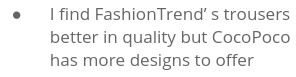 ● I find FashionTrend’ s trousers
better in quality but CocoPoco
has more designs to offer